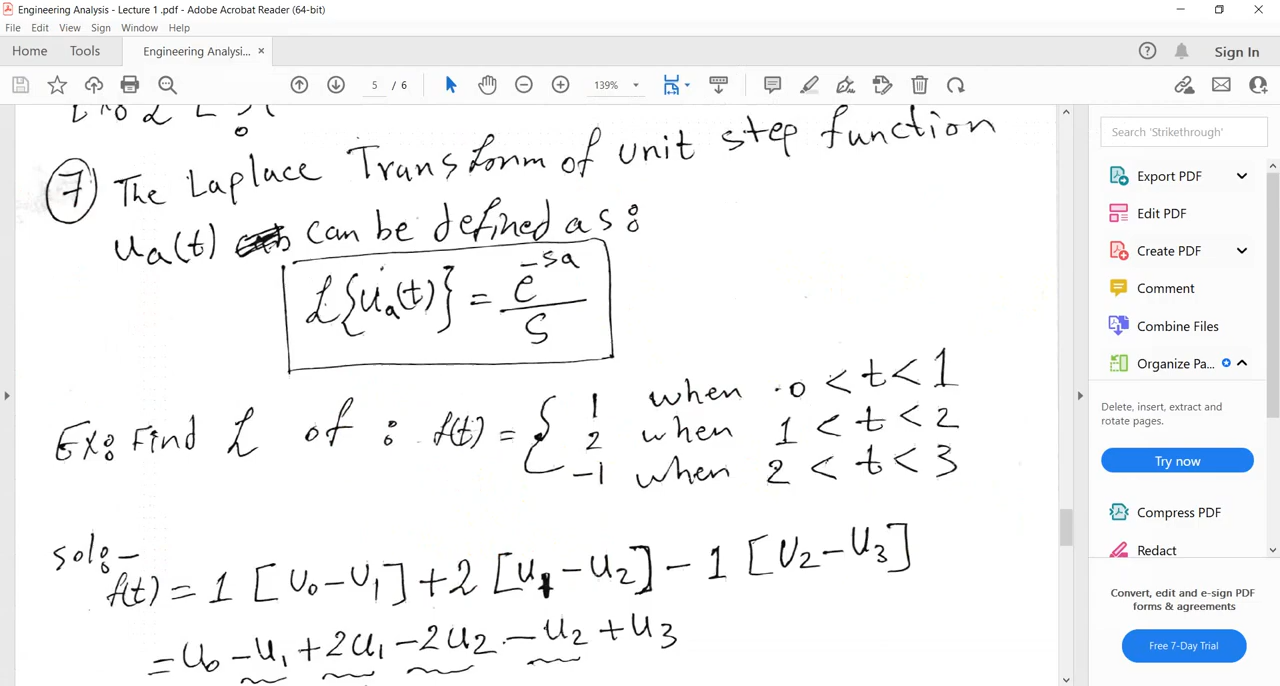 Engineering Analysis - Lecture 1 .pdf - Adobe Acrobat Reader (64-bit)
File Edit View Sign Window Help
Home Tools Engineering Analysi... × Sign In
5 / 6 139%
7 The Laplace Transform of unit step function
ua(t) can be defined as:
L{ua(t)} = e^-sa / s
Ex: Find L of : f(t) = { 1 when 0 < t < 1
2 when 1 < t < 2
-1 when 2 < t < 3
sol:-
f(t) = 1 [u0 - u1] + 2 [u1 - u2] - 1 [u2 - u3]
= u0 - u1 + 2u1 - 2u2 - u2 + u3
Search 'Strikethrough'
Export PDF
Edit PDF
Create PDF
Comment
Combine Files
Organize Pa...
Delete, insert, extract and
rotate pages.
Try now
Compress PDF
Redact
Convert, edit and e-sign PDF
forms & agreements
Free 7-Day Trial